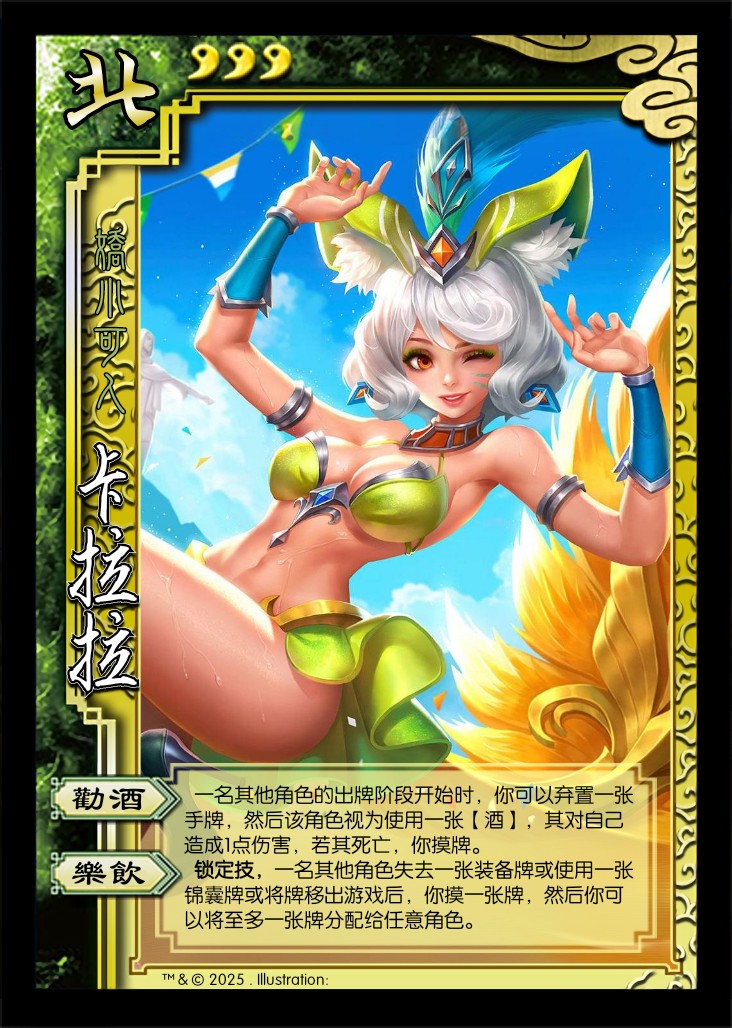 北
嬌小可人
卡拉拉
勸酒
一名其他角色的出牌阶段开始时，你可以弃置一张
手牌，然后该角色视为使用一张【酒】，其对自己
造成1点伤害，若其死亡，你摸牌。
樂飲
锁定技，一名其他角色失去一张装备牌或使用一张
锦囊牌或将牌移出游戏后，你摸一张牌，然后你可
以将至多一张牌分配给任意角色。
™&© 2025 . Illustration: